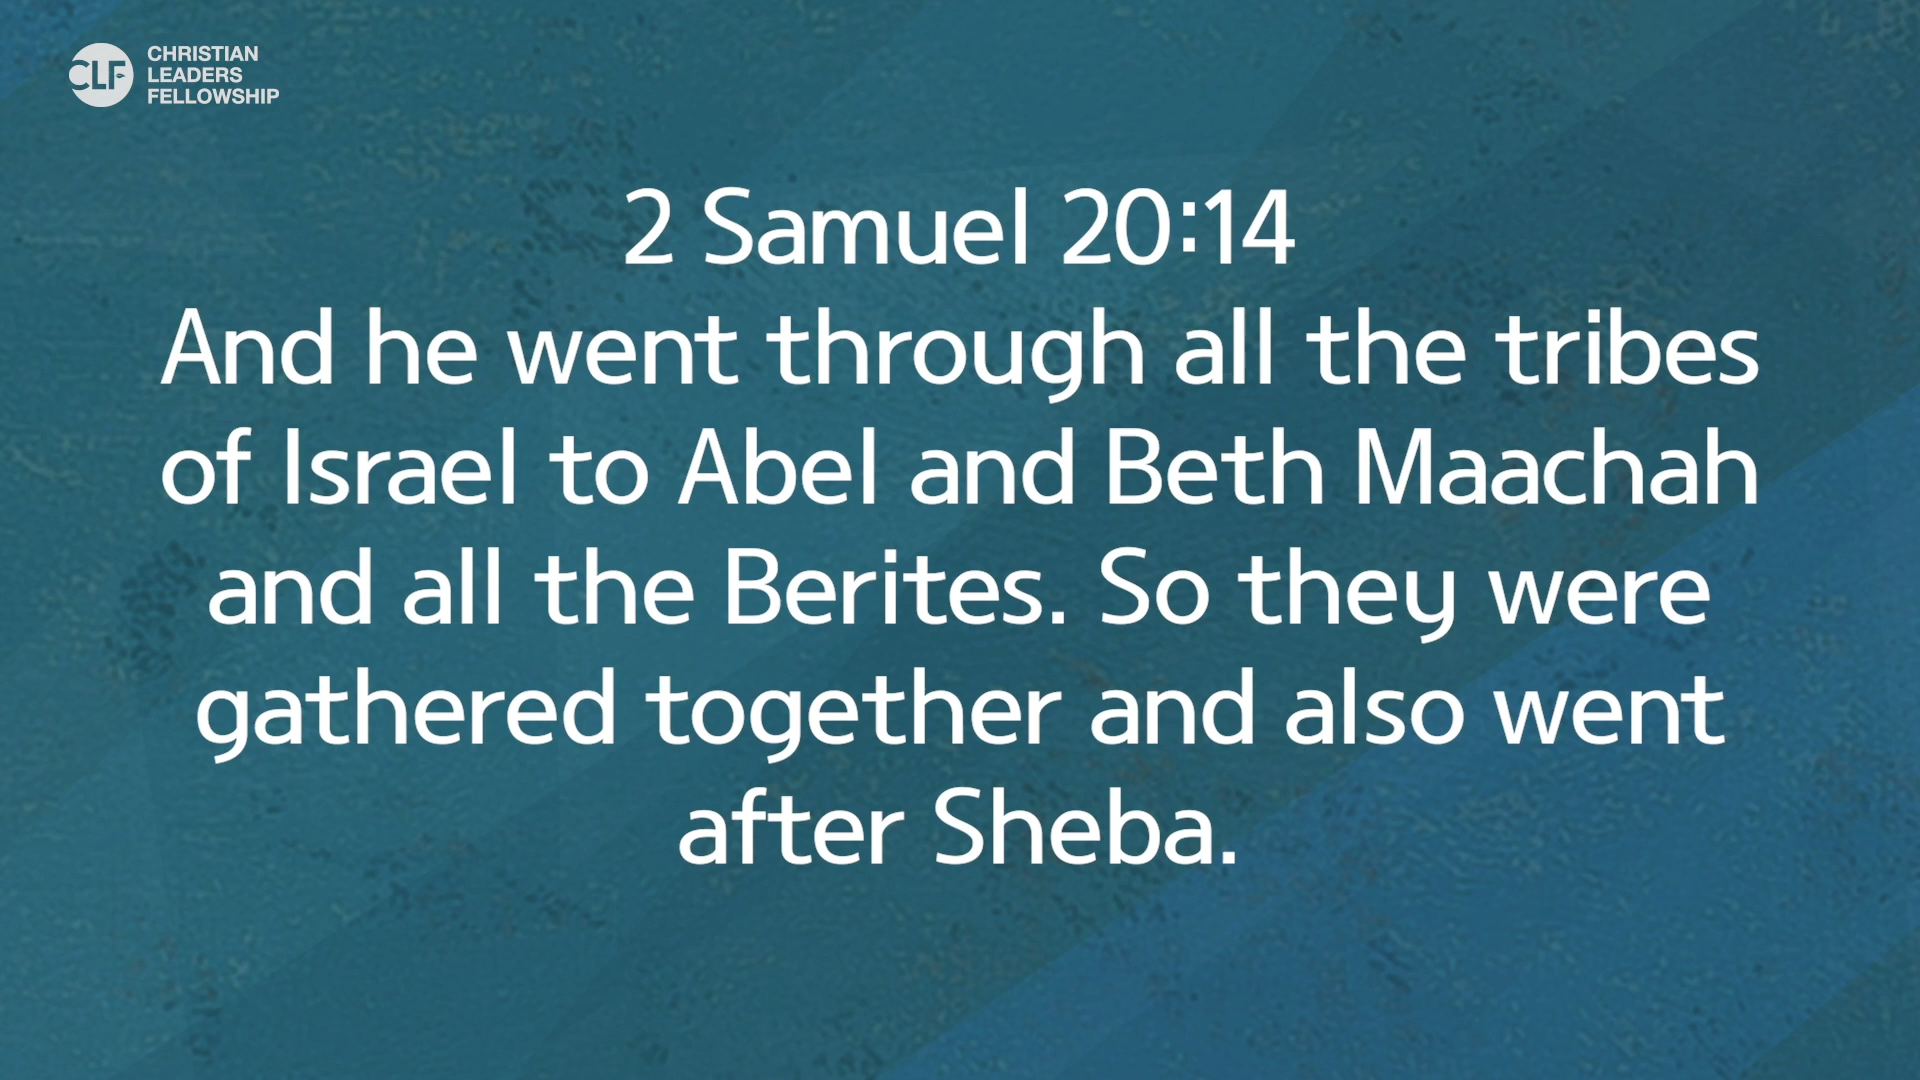 CLF
CHRISTIAN
LEADERS
FELLOWSHIP
2 Samuel 20:14
And he went through all the tribes
of Israel to Abel and Beth Maachah
and all the Berites. So they were
gathered together and also went
after Sheba.